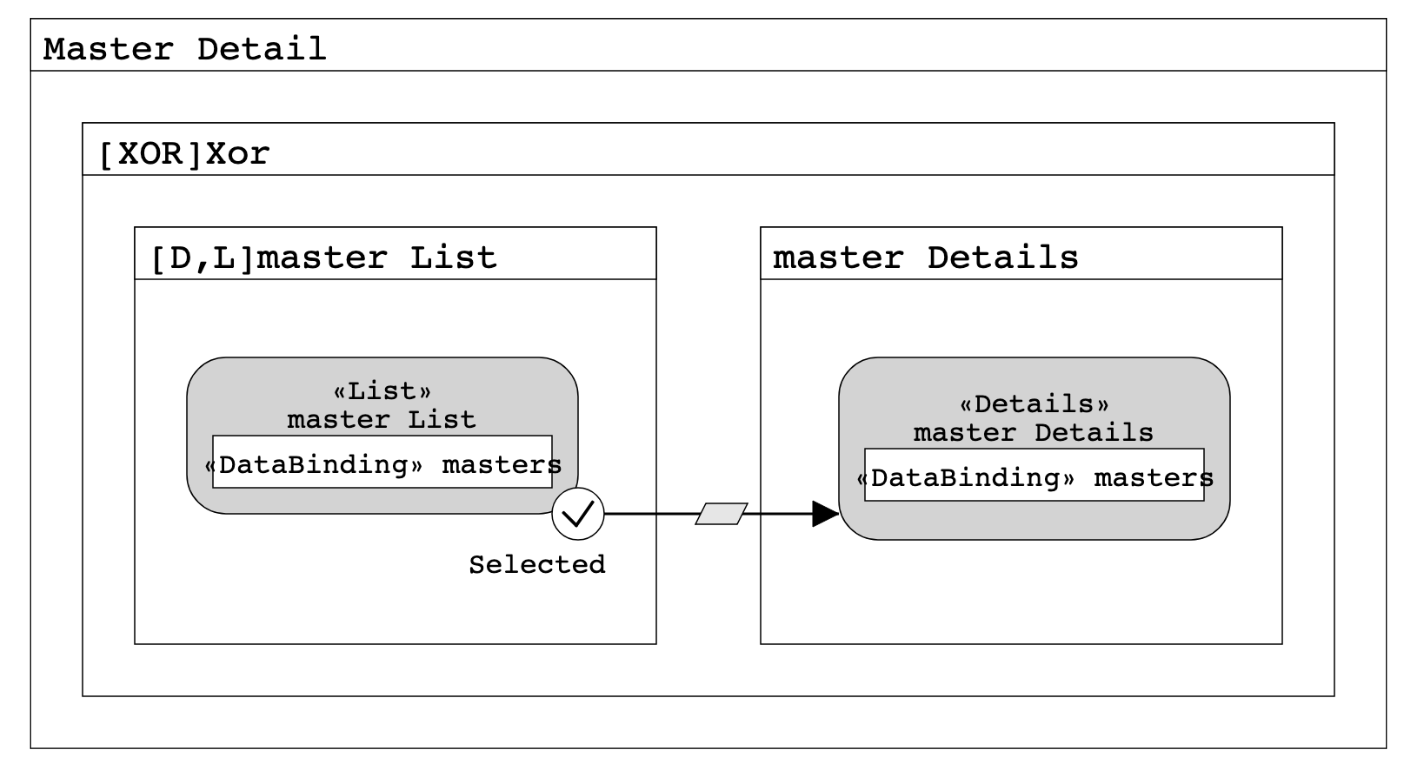 Master Detail
[XOR]Xor
[D,L]master List
«List»
master List
«DataBinding» masters
Selected
master Details
«Details»
master Details
«DataBinding» masters